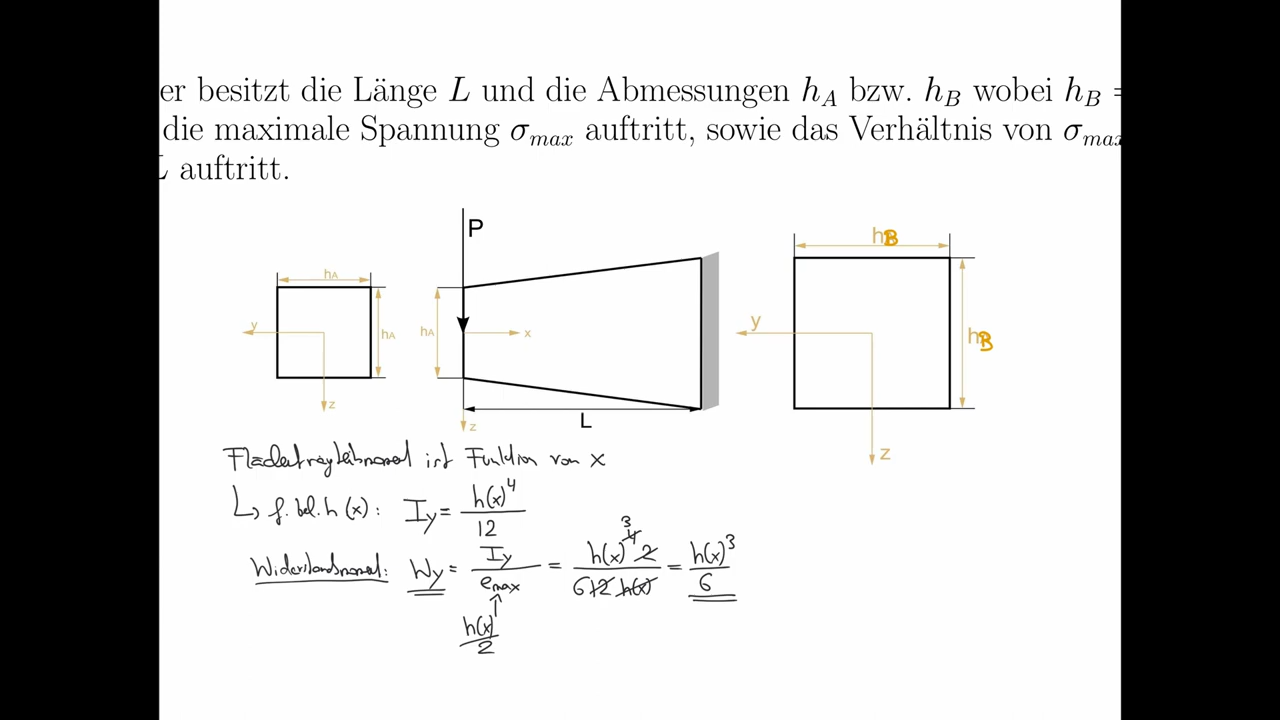 er besitzt die Länge L und die Abmessungen h_A bzw. h_B wobei h_B =
die maximale Spannung σ_max auftritt, sowie das Verhältnis von σ_max
L auftritt.
P
h_A
y
h_A
z
h_A
x
z
L
h_B
y
h_B
z
Flächenträgheitsmoment ist Funktion von x
↳ f. bel. h(x): I_y = h(x)^4 / 12
Widerstandsmoment: W_y = I_y / e_max = h(x)^4 2 / 6 12 h(x) = h(x)^3 / 6
3
h(x) / 2